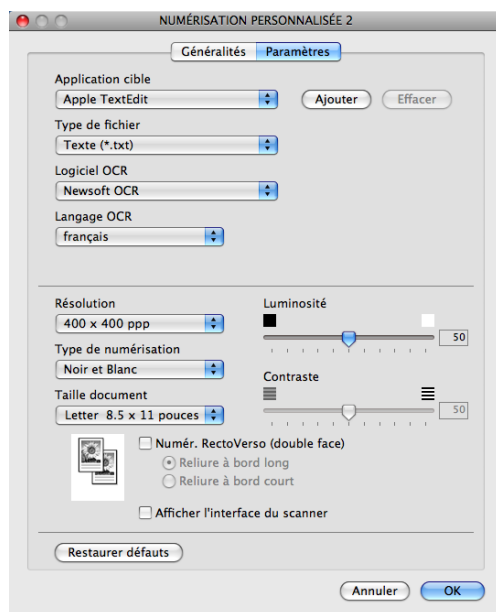 NUMÉRISATION PERSONNALISÉE 2
Généralités Paramètres
Application cible
Apple TextEdit Ajouter Effacer
Type de fichier
Texte (*.txt)
Logiciel OCR
Newsoft OCR
Langage OCR
français
Résolution Luminosité
400 x 400 ppp 50
Type de numérisation
Noir et Blanc
Contraste
Taille document
Letter 8.5 x 11 pouces 50
Numér. RectoVerso (double face)
Reliure à bord long
Reliure à bord court
Afficher l'interface du scanner
Restaurer défauts
Annuler OK